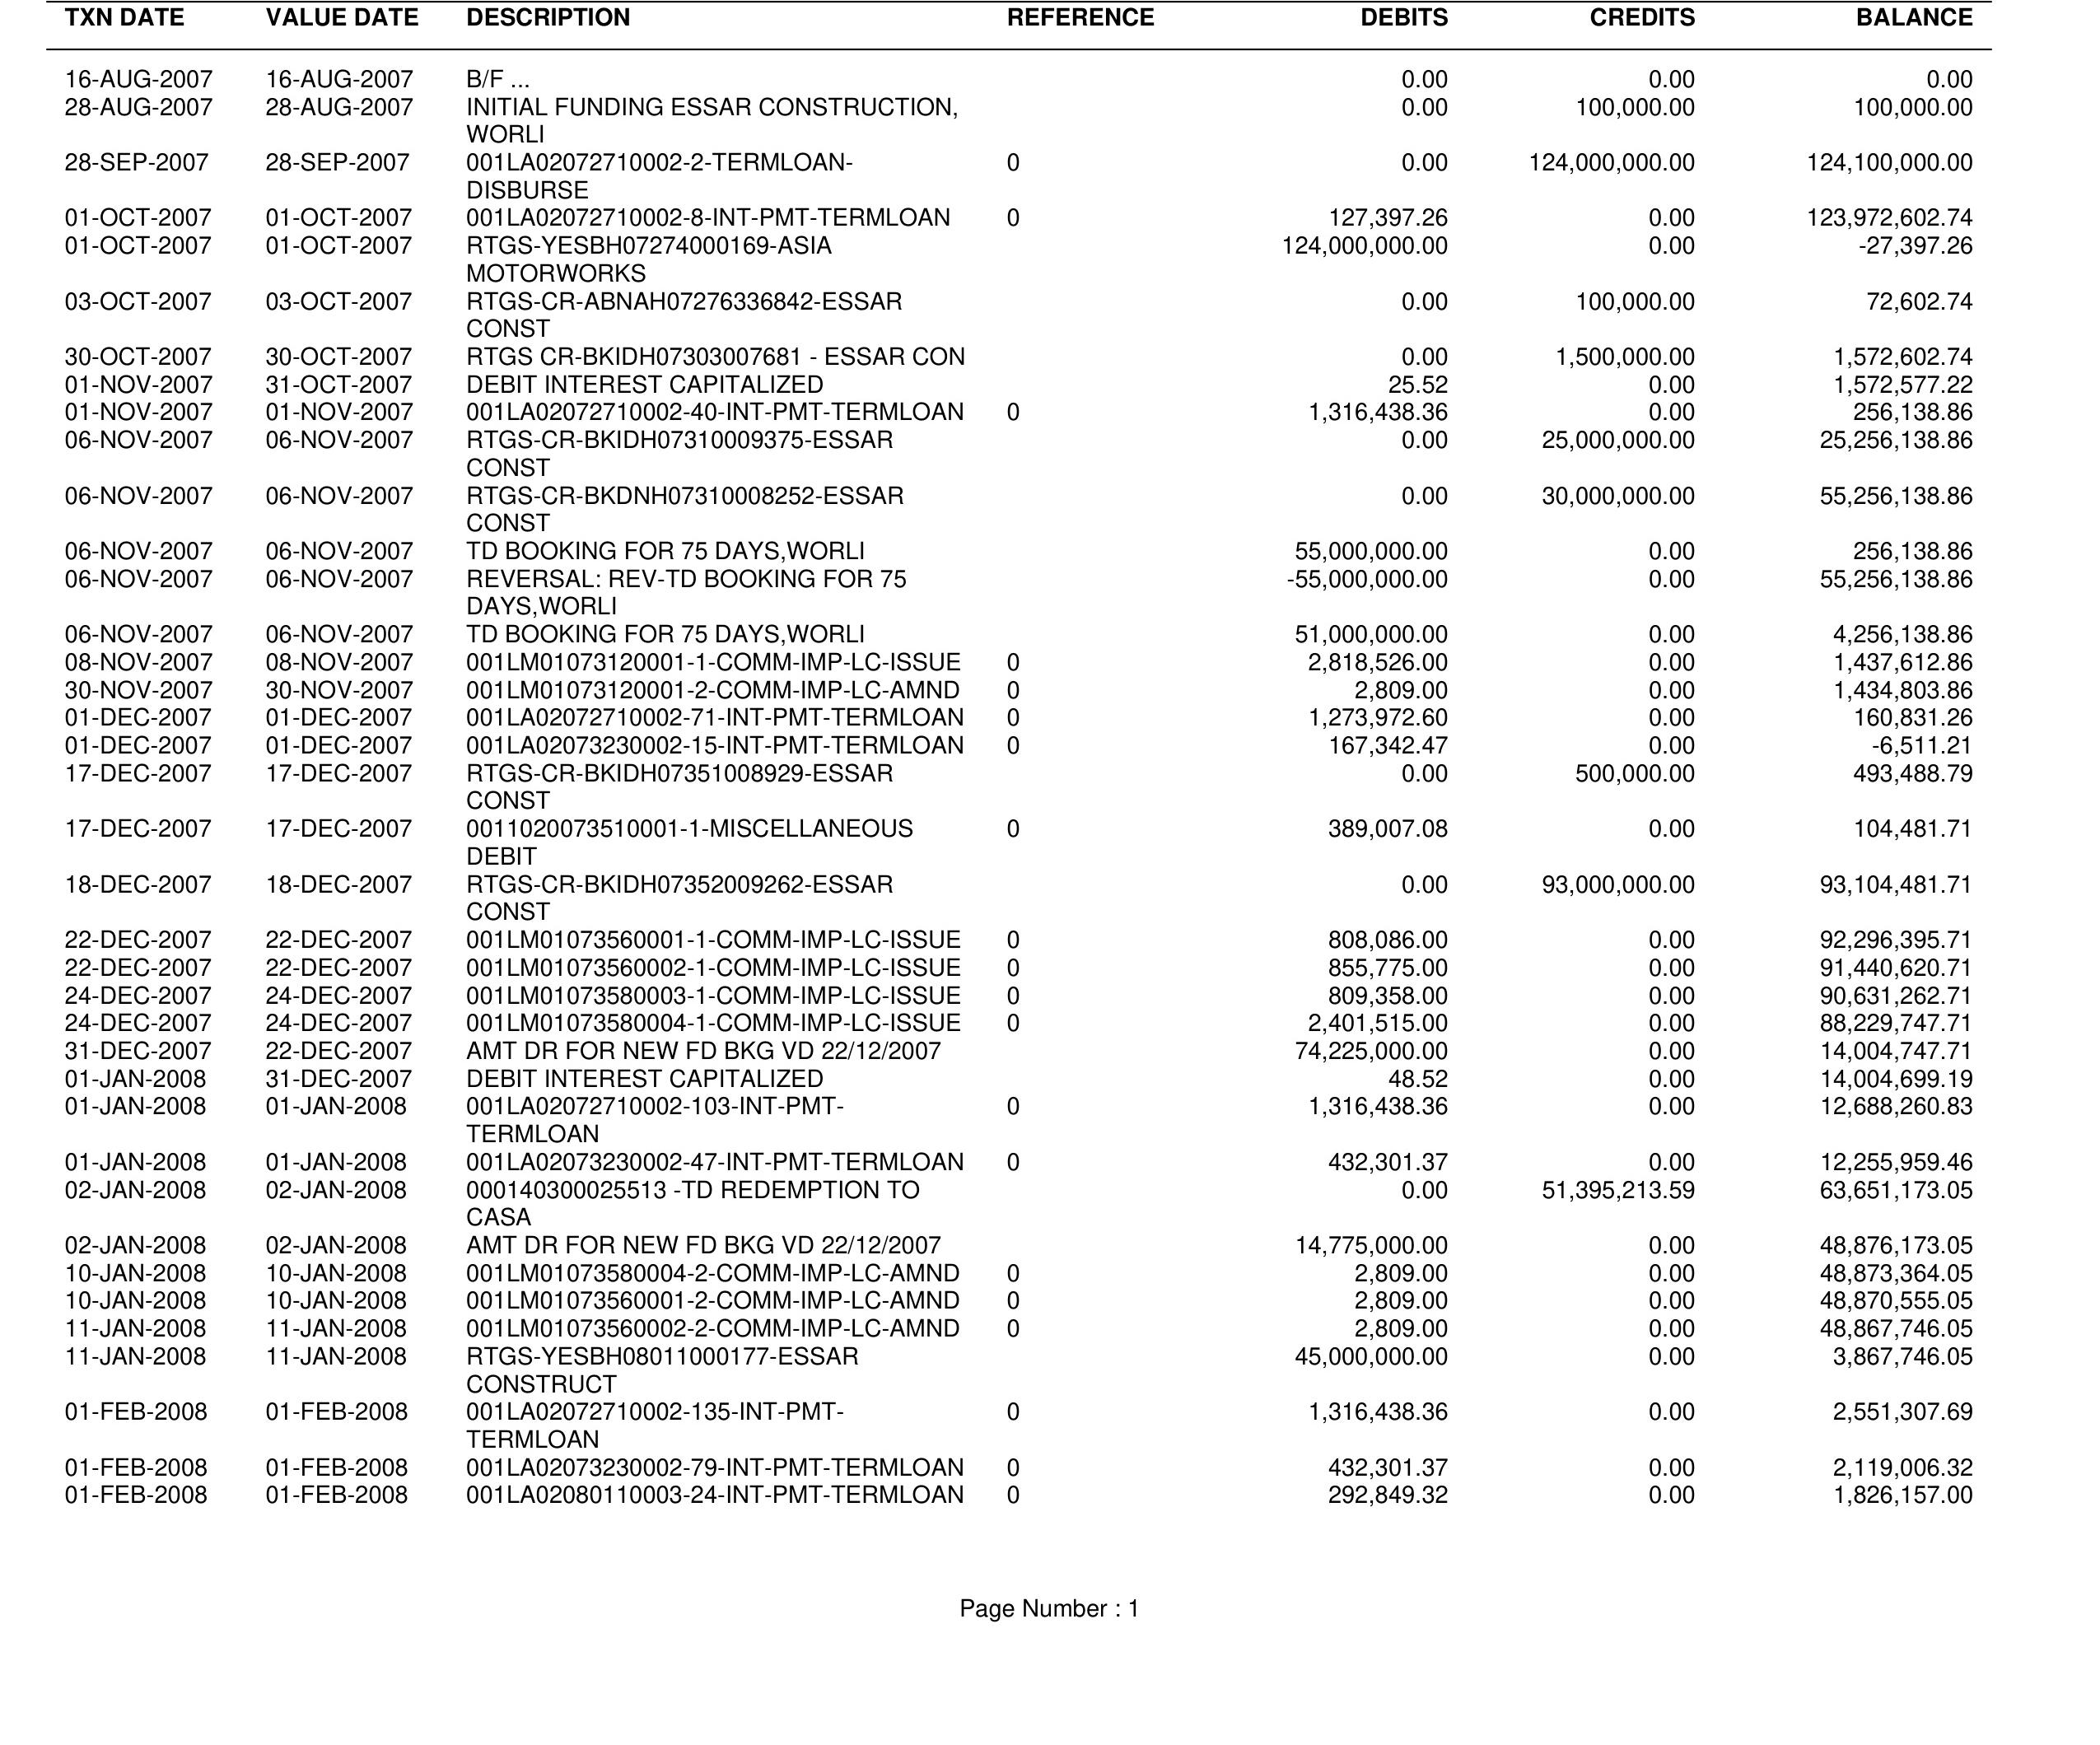 TXN DATE VALUE DATE DESCRIPTION REFERENCE DEBITS CREDITS BALANCE
16-AUG-2007 16-AUG-2007 B/F ... 0.00 0.00 0.00
28-AUG-2007 28-AUG-2007 INITIAL FUNDING ESSAR CONSTRUCTION, 0.00 100,000.00 100,000.00
WORLI
28-SEP-2007 28-SEP-2007 001LA02072710002-2-TERMLOAN- 0 0.00 124,000,000.00 124,100,000.00
DISBURSE
01-OCT-2007 01-OCT-2007 001LA02072710002-8-INT-PMT-TERMLOAN 0 127,397.26 0.00 123,972,602.74
01-OCT-2007 01-OCT-2007 RTGS-YESBH07274000169-ASIA 124,000,000.00 0.00 -27,397.26
MOTORWORKS
03-OCT-2007 03-OCT-2007 RTGS-CR-ABNAH07276336842-ESSAR 0.00 100,000.00 72,602.74
CONST
30-OCT-2007 30-OCT-2007 RTGS CR-BKIDH07303007681 - ESSAR CON 0.00 1,500,000.00 1,572,602.74
01-NOV-2007 31-OCT-2007 DEBIT INTEREST CAPITALIZED 25.52 0.00 1,572,577.22
01-NOV-2007 01-NOV-2007 001LA02072710002-40-INT-PMT-TERMLOAN 0 1,316,438.36 0.00 256,138.86
06-NOV-2007 06-NOV-2007 RTGS-CR-BKIDH07310009375-ESSAR 0.00 25,000,000.00 25,256,138.86
CONST
06-NOV-2007 06-NOV-2007 RTGS-CR-BKDNH07310008252-ESSAR 0.00 30,000,000.00 55,256,138.86
CONST
06-NOV-2007 06-NOV-2007 TD BOOKING FOR 75 DAYS,WORLI 55,000,000.00 0.00 256,138.86
06-NOV-2007 06-NOV-2007 REVERSAL: REV-TD BOOKING FOR 75 -55,000,000.00 0.00 55,256,138.86
DAYS,WORLI
06-NOV-2007 06-NOV-2007 TD BOOKING FOR 75 DAYS,WORLI 51,000,000.00 0.00 4,256,138.86
08-NOV-2007 08-NOV-2007 001LM01073120001-1-COMM-IMP-LC-ISSUE 0 2,818,526.00 0.00 1,437,612.86
30-NOV-2007 30-NOV-2007 001LM01073120001-2-COMM-IMP-LC-AMND 0 2,809.00 0.00 1,434,803.86
01-DEC-2007 01-DEC-2007 001LA02072710002-71-INT-PMT-TERMLOAN 0 1,273,972.60 0.00 160,831.26
01-DEC-2007 01-DEC-2007 001LA02073230002-15-INT-PMT-TERMLOAN 0 167,342.47 0.00 -6,511.21
17-DEC-2007 17-DEC-2007 RTGS-CR-BKIDH07351008929-ESSAR 0.00 500,000.00 493,488.79
CONST
17-DEC-2007 17-DEC-2007 0011020073510001-1-MISCELLANEOUS 0 389,007.08 0.00 104,481.71
DEBIT
18-DEC-2007 18-DEC-2007 RTGS-CR-BKIDH07352009262-ESSAR 0.00 93,000,000.00 93,104,481.71
CONST
22-DEC-2007 22-DEC-2007 001LM01073560001-1-COMM-IMP-LC-ISSUE 0 808,086.00 0.00 92,296,395.71
22-DEC-2007 22-DEC-2007 001LM01073560002-1-COMM-IMP-LC-ISSUE 0 855,775.00 0.00 91,440,620.71
24-DEC-2007 24-DEC-2007 001LM01073580003-1-COMM-IMP-LC-ISSUE 0 809,358.00 0.00 90,631,262.71
24-DEC-2007 24-DEC-2007 001LM01073580004-1-COMM-IMP-LC-ISSUE 0 2,401,515.00 0.00 88,229,747.71
31-DEC-2007 22-DEC-2007 AMT DR FOR NEW FD BKG VD 22/12/2007 74,225,000.00 0.00 14,004,747.71
01-JAN-2008 31-DEC-2007 DEBIT INTEREST CAPITALIZED 48.52 0.00 14,004,699.19
01-JAN-2008 01-JAN-2008 001LA02072710002-103-INT-PMT- 0 1,316,438.36 0.00 12,688,260.83
TERMLOAN
01-JAN-2008 01-JAN-2008 001LA02073230002-47-INT-PMT-TERMLOAN 0 432,301.37 0.00 12,255,959.46
02-JAN-2008 02-JAN-2008 000140300025513 -TD REDEMPTION TO 0.00 51,395,213.59 63,651,173.05
CASA
02-JAN-2008 02-JAN-2008 AMT DR FOR NEW FD BKG VD 22/12/2007 14,775,000.00 0.00 48,876,173.05
10-JAN-2008 10-JAN-2008 001LM01073580004-2-COMM-IMP-LC-AMND 0 2,809.00 0.00 48,873,364.05
10-JAN-2008 10-JAN-2008 001LM01073560001-2-COMM-IMP-LC-AMND 0 2,809.00 0.00 48,870,555.05
11-JAN-2008 11-JAN-2008 001LM01073560002-2-COMM-IMP-LC-AMND 0 2,809.00 0.00 48,867,746.05
11-JAN-2008 11-JAN-2008 RTGS-YESBH08011000177-ESSAR 45,000,000.00 0.00 3,867,746.05
CONSTRUCT
01-FEB-2008 01-FEB-2008 001LA02072710002-135-INT-PMT- 0 1,316,438.36 0.00 2,551,307.69
TERMLOAN
01-FEB-2008 01-FEB-2008 001LA02073230002-79-INT-PMT-TERMLOAN 0 432,301.37 0.00 2,119,006.32
01-FEB-2008 01-FEB-2008 001LA02080110003-24-INT-PMT-TERMLOAN 0 292,849.32 0.00 1,826,157.00
Page Number : 1